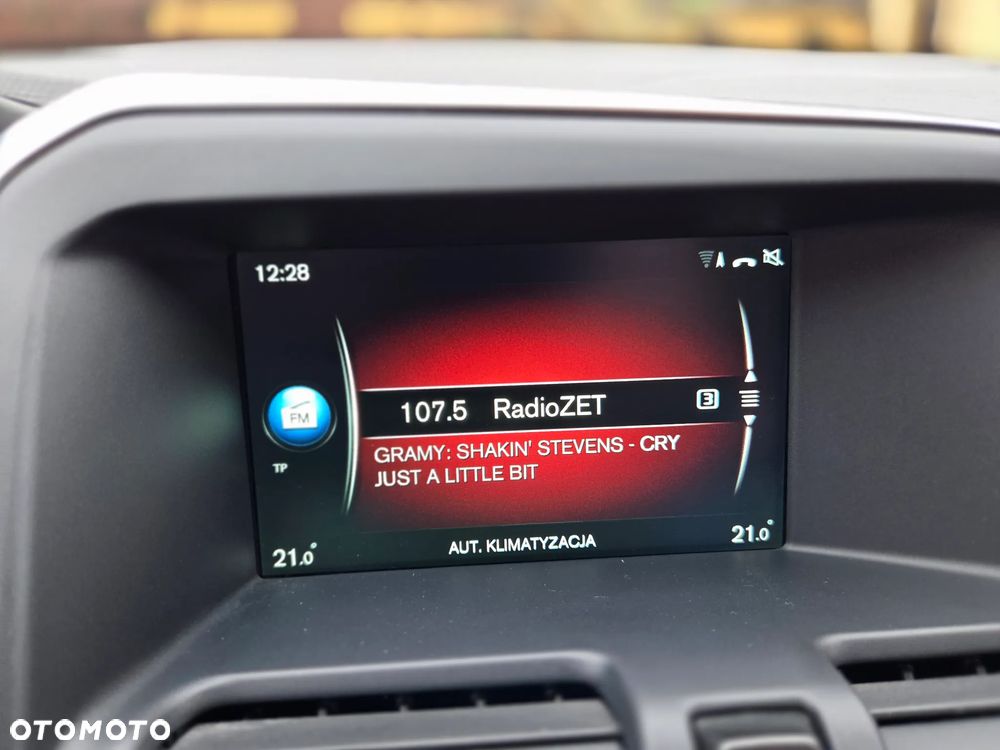 12:28
107.5 RadioZET 3
FM
GRAMY: SHAKIN' STEVENS - CRY
JUST A LITTLE BIT
TP
21.0° AUT. KLIMATYZACJA 21.0°
OTOMOTO